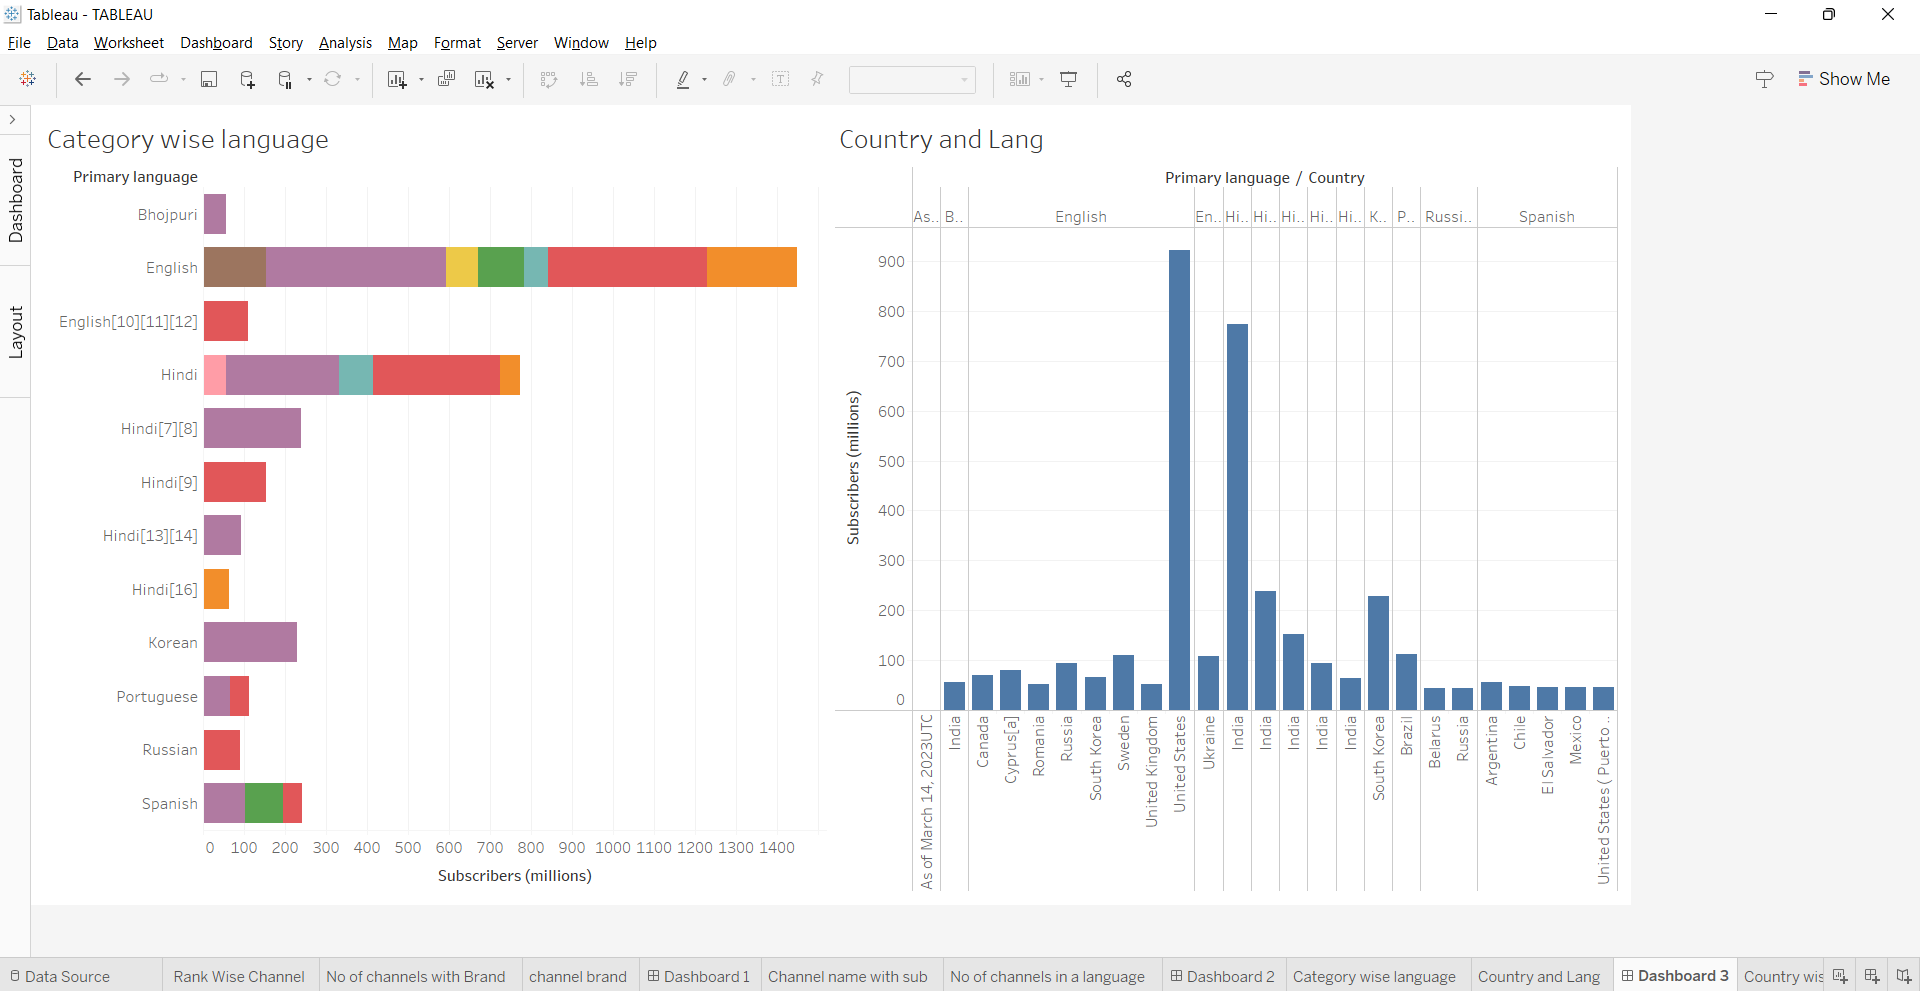 Tableau - TABLEAU
File Data Worksheet Dashboard Story Analysis Map Format Server Window Help
Show Me
Dashboard
Layout
Category wise language
Primary language
Bhojpuri
English
English[10][11][12]
Hindi
Hindi[7][8]
Hindi[9]
Hindi[13][14]
Hindi[16]
Korean
Portuguese
Russian
Spanish
0 100 200 300 400 500 600 700 800 900 1000 1100 1200 1300 1400
Subscribers (millions)
Country and Lang
Primary language / Country
As.. B.. English En.. Hi.. Hi.. Hi.. Hi.. Hi.. K.. P.. Russi.. Spanish
900
800
700
600
500
400
300
200
100
0
Subscribers (millions)
As of March 14, 2023UTC
India
Canada
Cyprus[a]
Romania
Russia
South Korea
Sweden
United Kingdom
United States
Ukraine
India
India
India
India
India
South Korea
Brazil
Belarus
Russia
Argentina
Chile
El Salvador
Mexico
United States ( Puerto ..
Data Source Rank Wise Channel No of channels with Brand channel brand Dashboard 1 Channel name with sub No of channels in a language Dashboard 2 Category wise language Country and Lang Dashboard 3 Country wis